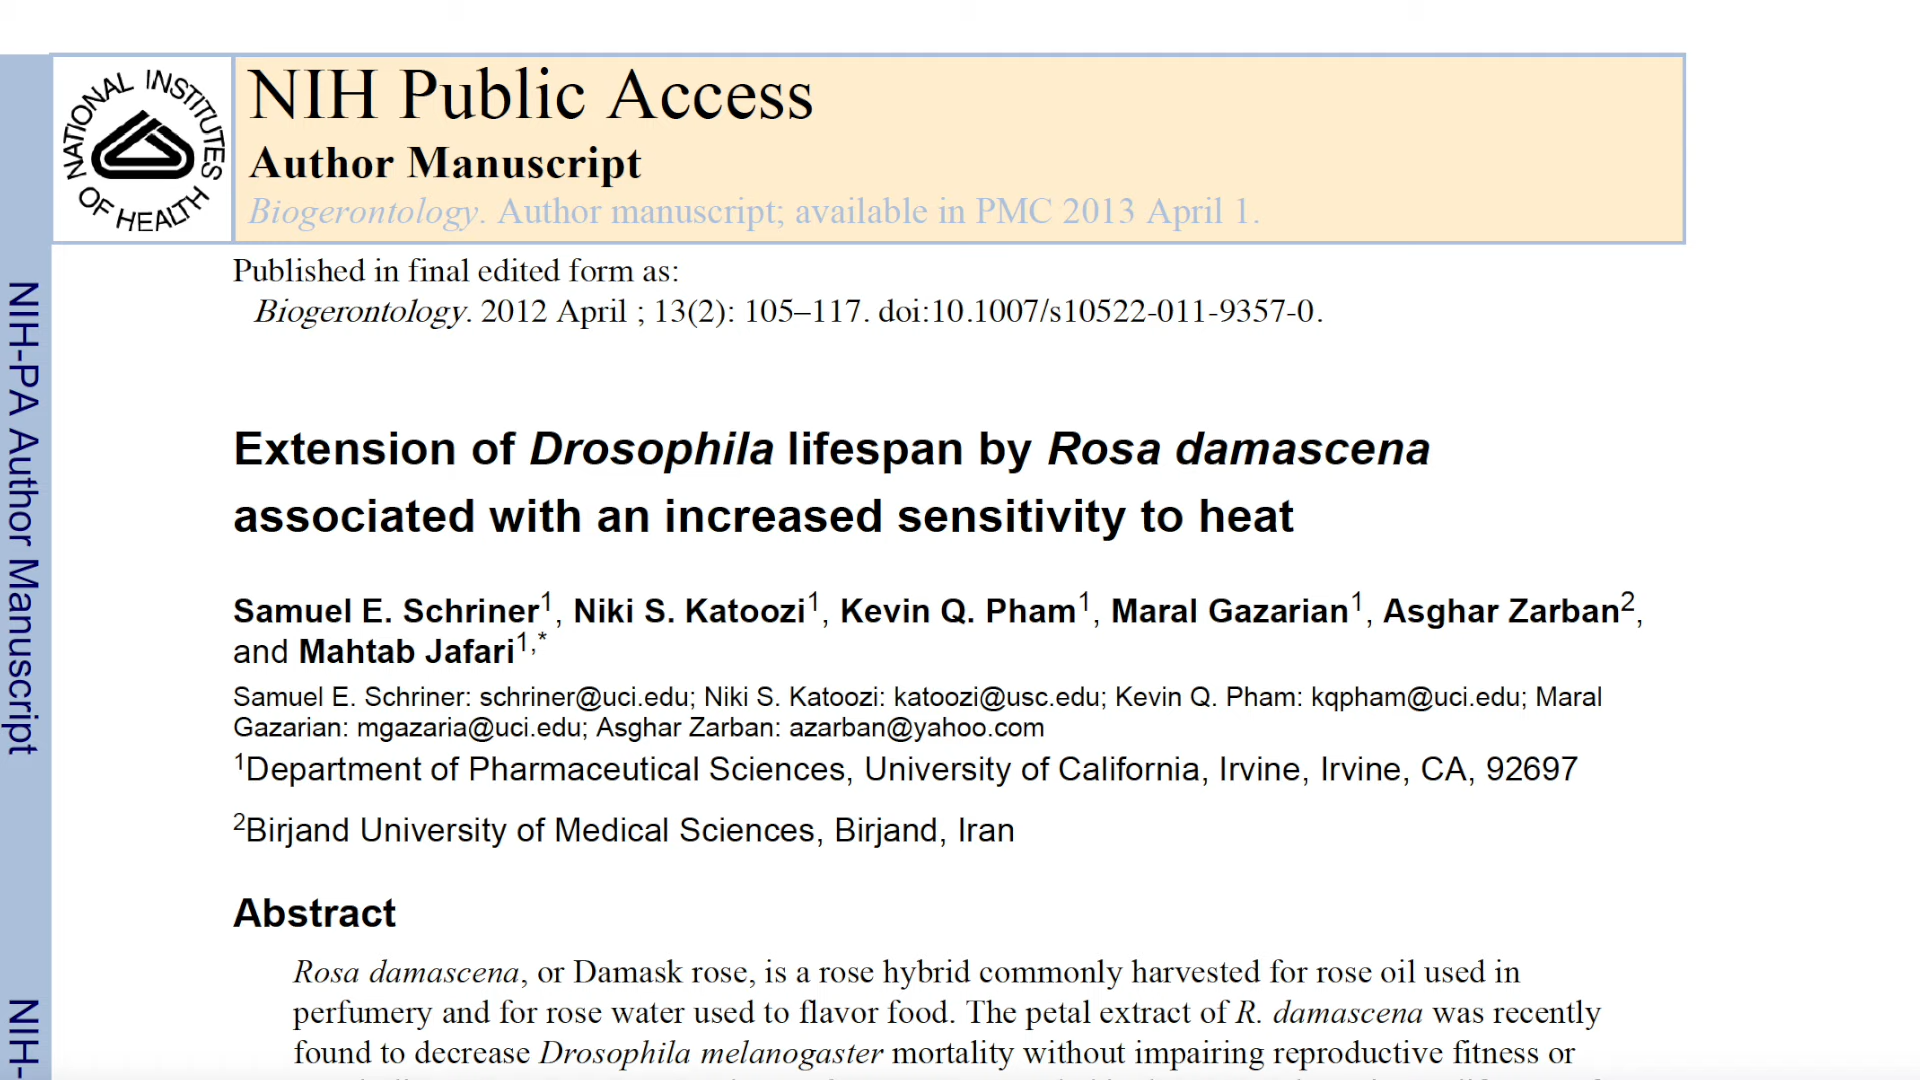 NATIONAL INSTITUTES OF HEALTH
NIH Public Access
Author Manuscript
Biogerontology. Author manuscript; available in PMC 2013 April 1.
Published in final edited form as:
Biogerontology. 2012 April ; 13(2): 105–117. doi:10.1007/s10522-011-9357-0.
NIH-PA Author Manuscript
Extension of Drosophila lifespan by Rosa damascena
associated with an increased sensitivity to heat
Samuel E. Schriner1, Niki S. Katoozi1, Kevin Q. Pham1, Maral Gazarian1, Asghar Zarban2,
and Mahtab Jafari1,*
Samuel E. Schriner: schriner@uci.edu; Niki S. Katoozi: katoozi@usc.edu; Kevin Q. Pham: kqpham@uci.edu; Maral
Gazarian: mgazaria@uci.edu; Asghar Zarban: azarban@yahoo.com
1Department of Pharmaceutical Sciences, University of California, Irvine, Irvine, CA, 92697
2Birjand University of Medical Sciences, Birjand, Iran
Abstract
Rosa damascena, or Damask rose, is a rose hybrid commonly harvested for rose oil used in
perfumery and for rose water used to flavor food. The petal extract of R. damascena was recently
found to decrease Drosophila melanogaster mortality without impairing reproductive fitness or
NIH-